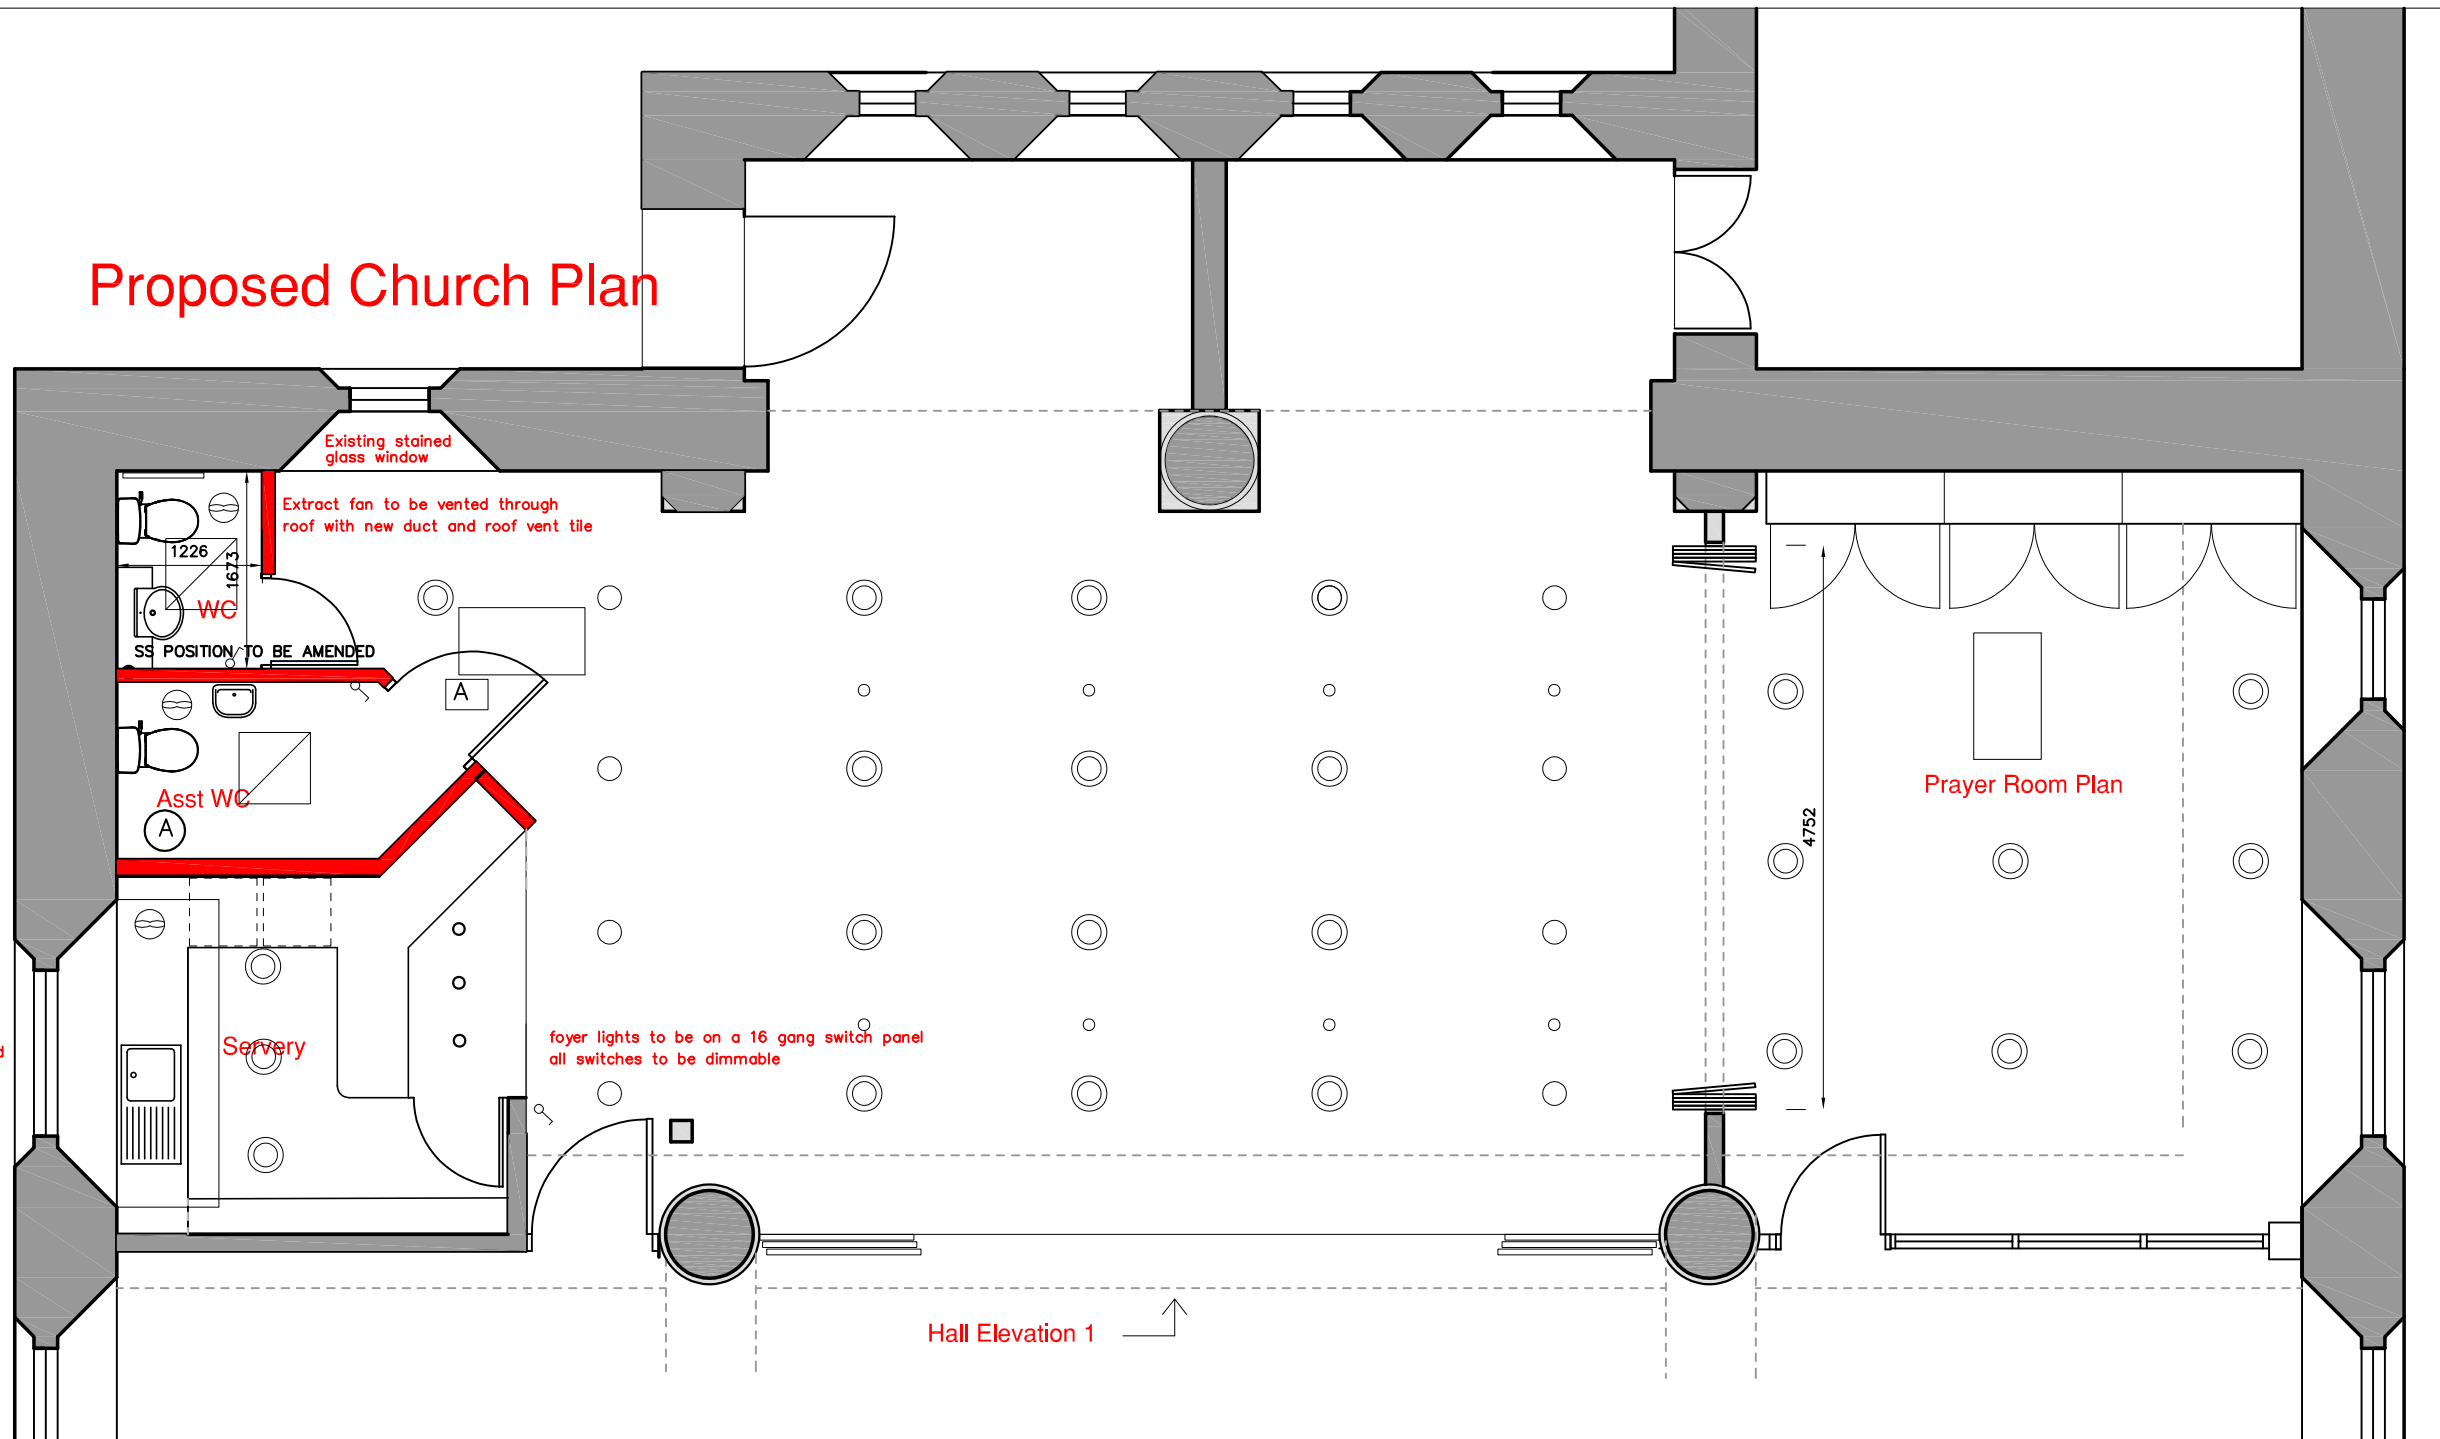 Proposed Church Plan
Existing stained
glass window
Extract fan to be vented through
roof with new duct and roof vent tile
1226
1673
WC
SS POSITION TO BE AMENDED
A
Asst WC
A
Servery
foyer lights to be on a 16 gang switch panel
all switches to be dimmable
4752
Prayer Room Plan
Hall Elevation 1